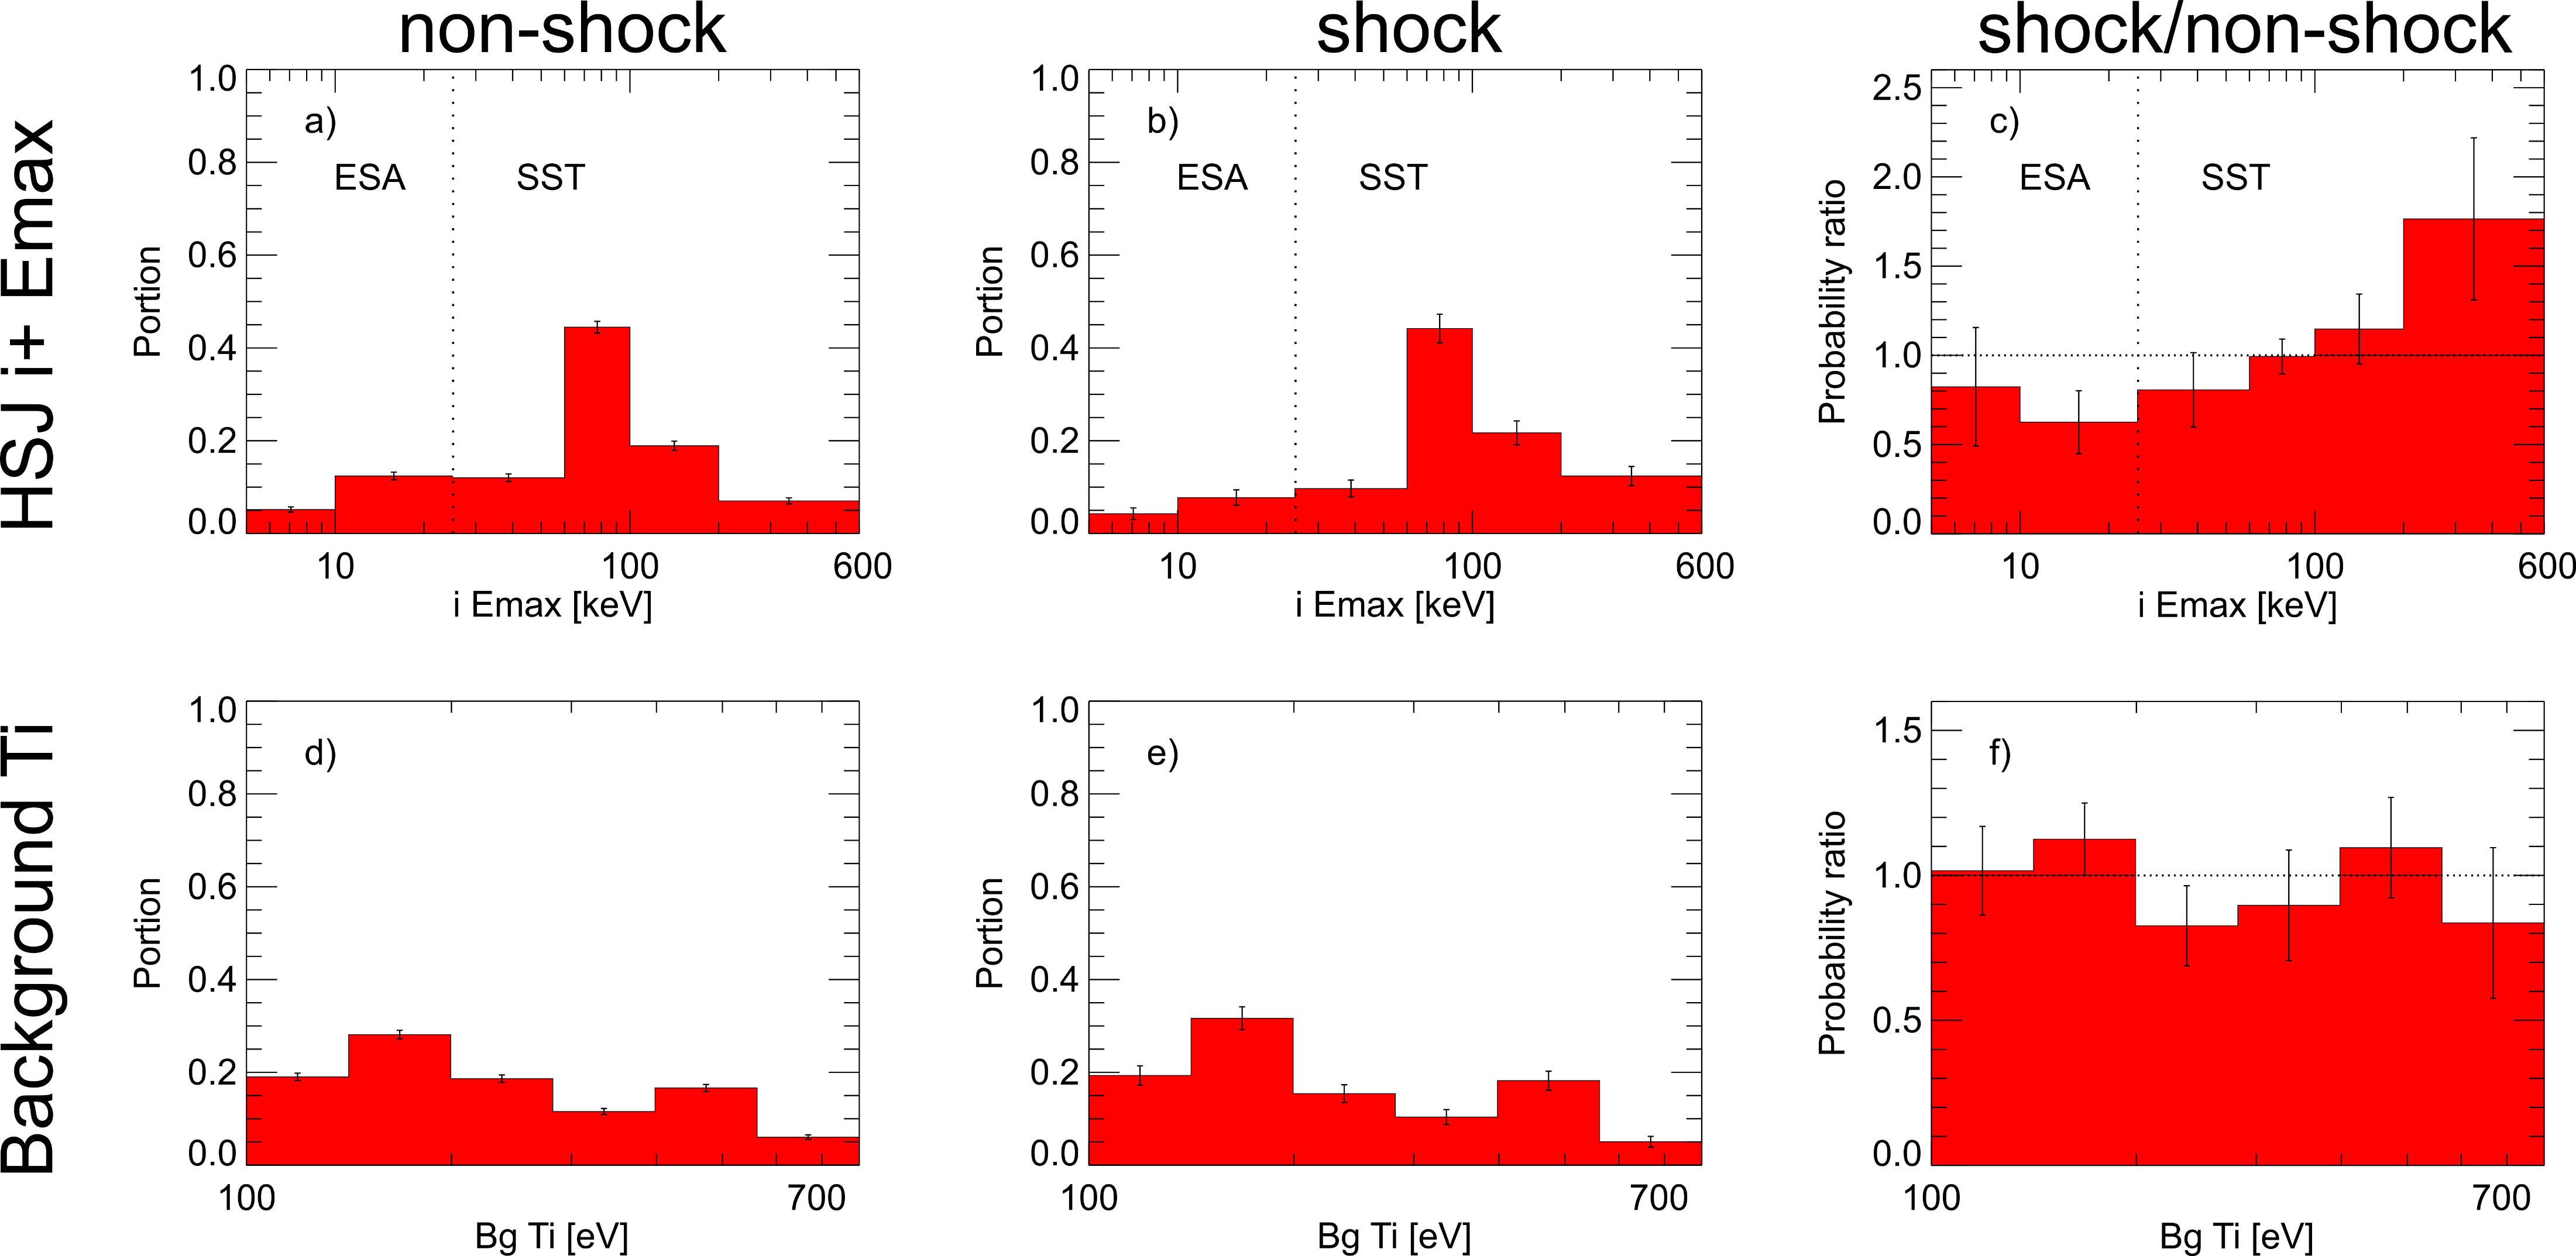 non-shock
shock
shock/non-shock
HSJ i+ Emax
1.0
0.8
0.6
0.4
0.2
0.0
Portion
a)
ESA
SST
10
100
600
i Emax [keV]
1.0
0.8
0.6
0.4
0.2
0.0
Portion
b)
ESA
SST
10
100
600
i Emax [keV]
2.5
2.0
1.5
1.0
0.5
0.0
Probability ratio
c)
ESA
SST
10
100
600
i Emax [keV]
Background Ti
1.0
0.8
0.6
0.4
0.2
0.0
Portion
d)
100
700
Bg Ti [eV]
1.0
0.8
0.6
0.4
0.2
0.0
Portion
e)
100
700
Bg Ti [eV]
1.5
1.0
0.5
0.0
Probability ratio
f)
100
700
Bg Ti [eV]